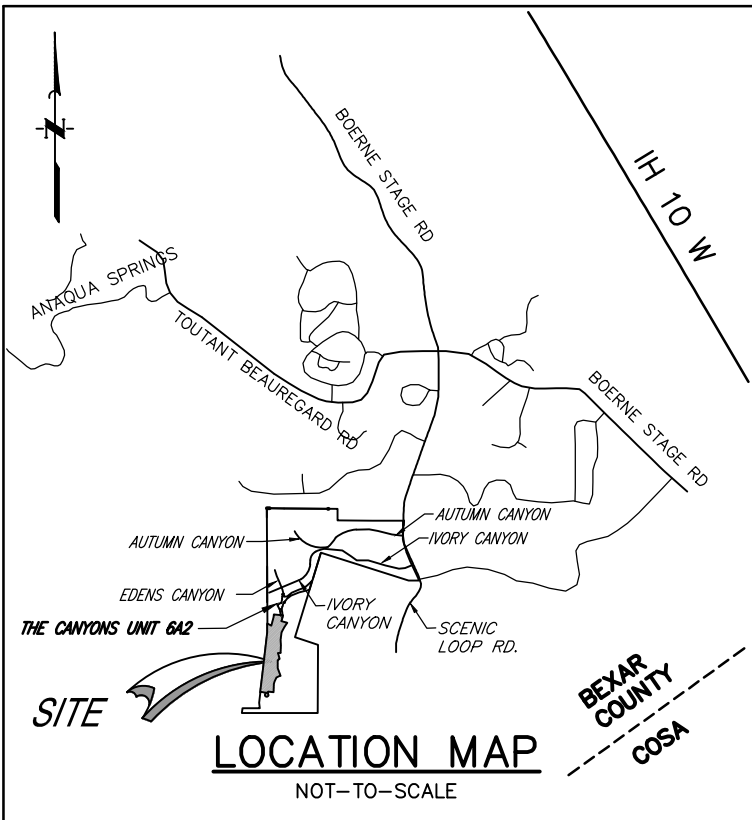 N
BOERNE STAGE RD
IH 10 W
ANAQUA SPRINGS
TOUTANT BEAUREGARD RD
BOERNE STAGE RD
AUTUMN CANYON
AUTUMN CANYON
IVORY CANYON
EDENS CANYON
IVORY
CANYON
THE CANYONS UNIT 6A2
SCENIC
LOOP RD.
SITE
BEXAR
COUNTY
COSA
LOCATION MAP
NOT-TO-SCALE